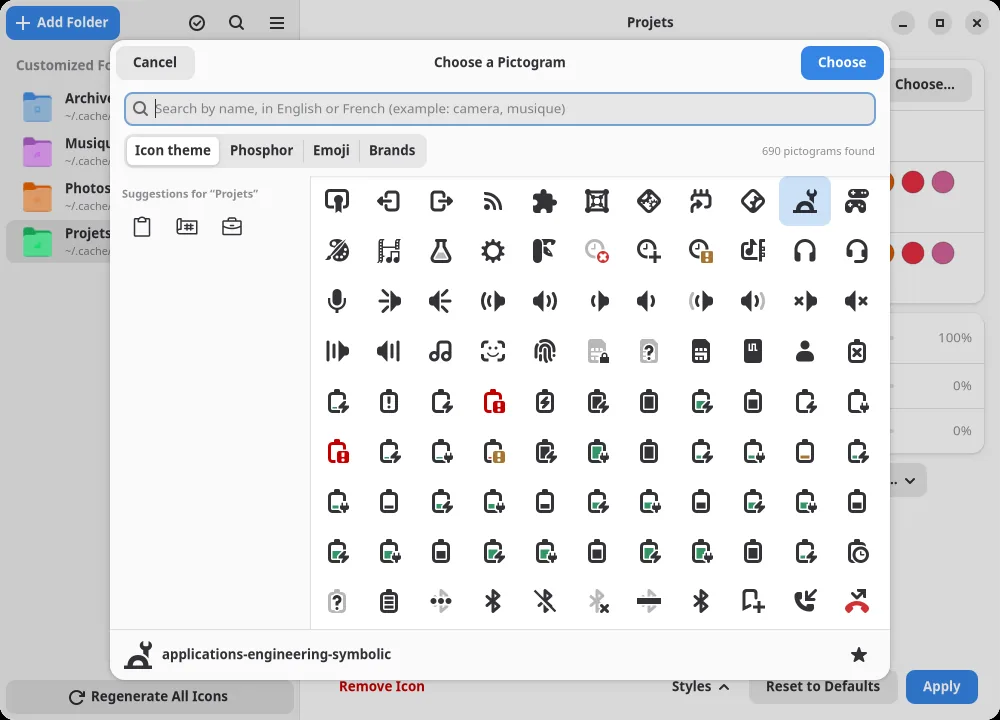 Add Folder
Projets
Customized Fo
Archive
~/.cache/
Musiqu
~/.cache/
Photos
~/.cache/
Projets
~/.cache/
Cancel
Choose a Pictogram
Choose
Search by name, in English or French (example: camera, musique)
Icon theme
Phosphor
Emoji
Brands
690 pictograms found
Suggestions for “Projets”
applications-engineering-symbolic
Choose...
100%
0%
0%
Regenerate All Icons
Remove Icon
Styles
Reset to Defaults
Apply